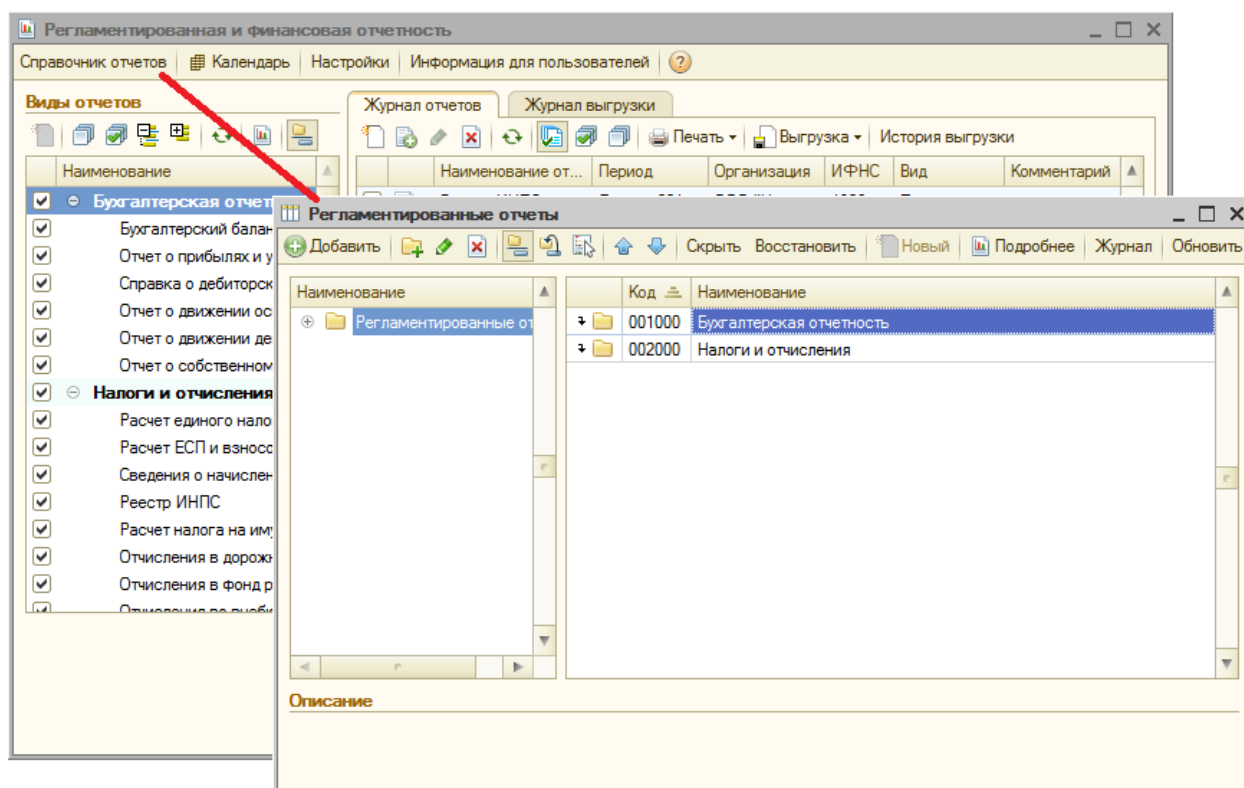 Регламентированная и финансовая отчетность
Справочник отчетов Календарь Настройки Информация для пользователей ?
Виды отчетов
Журнал отчетов Журнал выгрузки
Печать Выгрузка История выгрузки
Наименование
Наименование от... Период Организация ИФНС Вид Комментарий
Бухгалтерская отчет
Бухгалтерский балан
Отчет о прибылях и у
Справка о дебиторск
Отчет о движении ос
Отчет о движении де
Отчет о собственном
Налоги и отчисления
Расчет единого нало
Расчет ЕСП и взносо
Сведения о начислен
Реестр ИНПС
Расчет налога на им
Отчисления в дорож
Отчисления в фонд р
Регламентированные отчеты
Добавить Скрыть Восстановить Новый Подробнее Журнал Обновить
Наименование
Регламентированные от
Код Наименование
001000 Бухгалтерская отчетность
002000 Налоги и отчисления
Описание